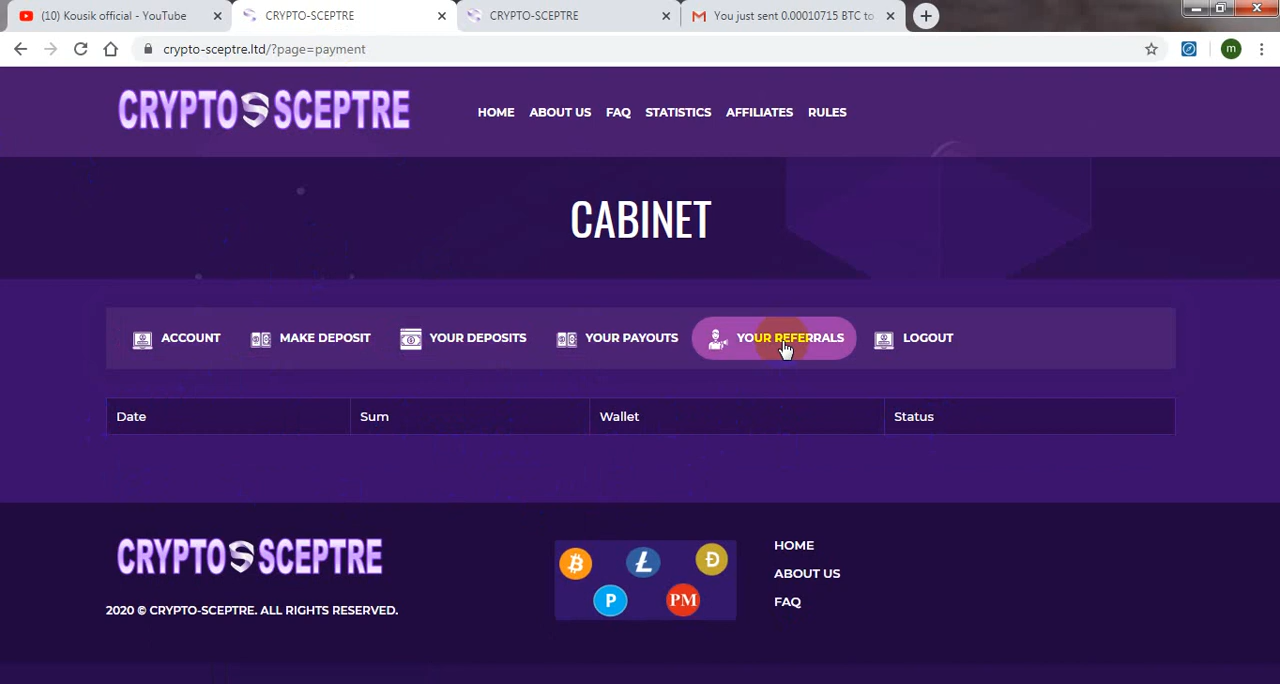 (10) Kousik official - YouTube
CRYPTO-SCEPTRE
CRYPTO-SCEPTRE
You just sent 0.00010715 BTC to
crypto-sceptre.ltd/?page=payment
m
CRYPTO SCEPTRE
HOME ABOUT US FAQ STATISTICS AFFILIATES RULES
CABINET
ACCOUNT MAKE DEPOSIT YOUR DEPOSITS YOUR PAYOUTS YOUR REFERRALS LOGOUT
Date Sum Wallet Status
CRYPTO SCEPTRE
2020 © CRYPTO-SCEPTRE. ALL RIGHTS RESERVED.
P PM
HOME
ABOUT US
FAQ